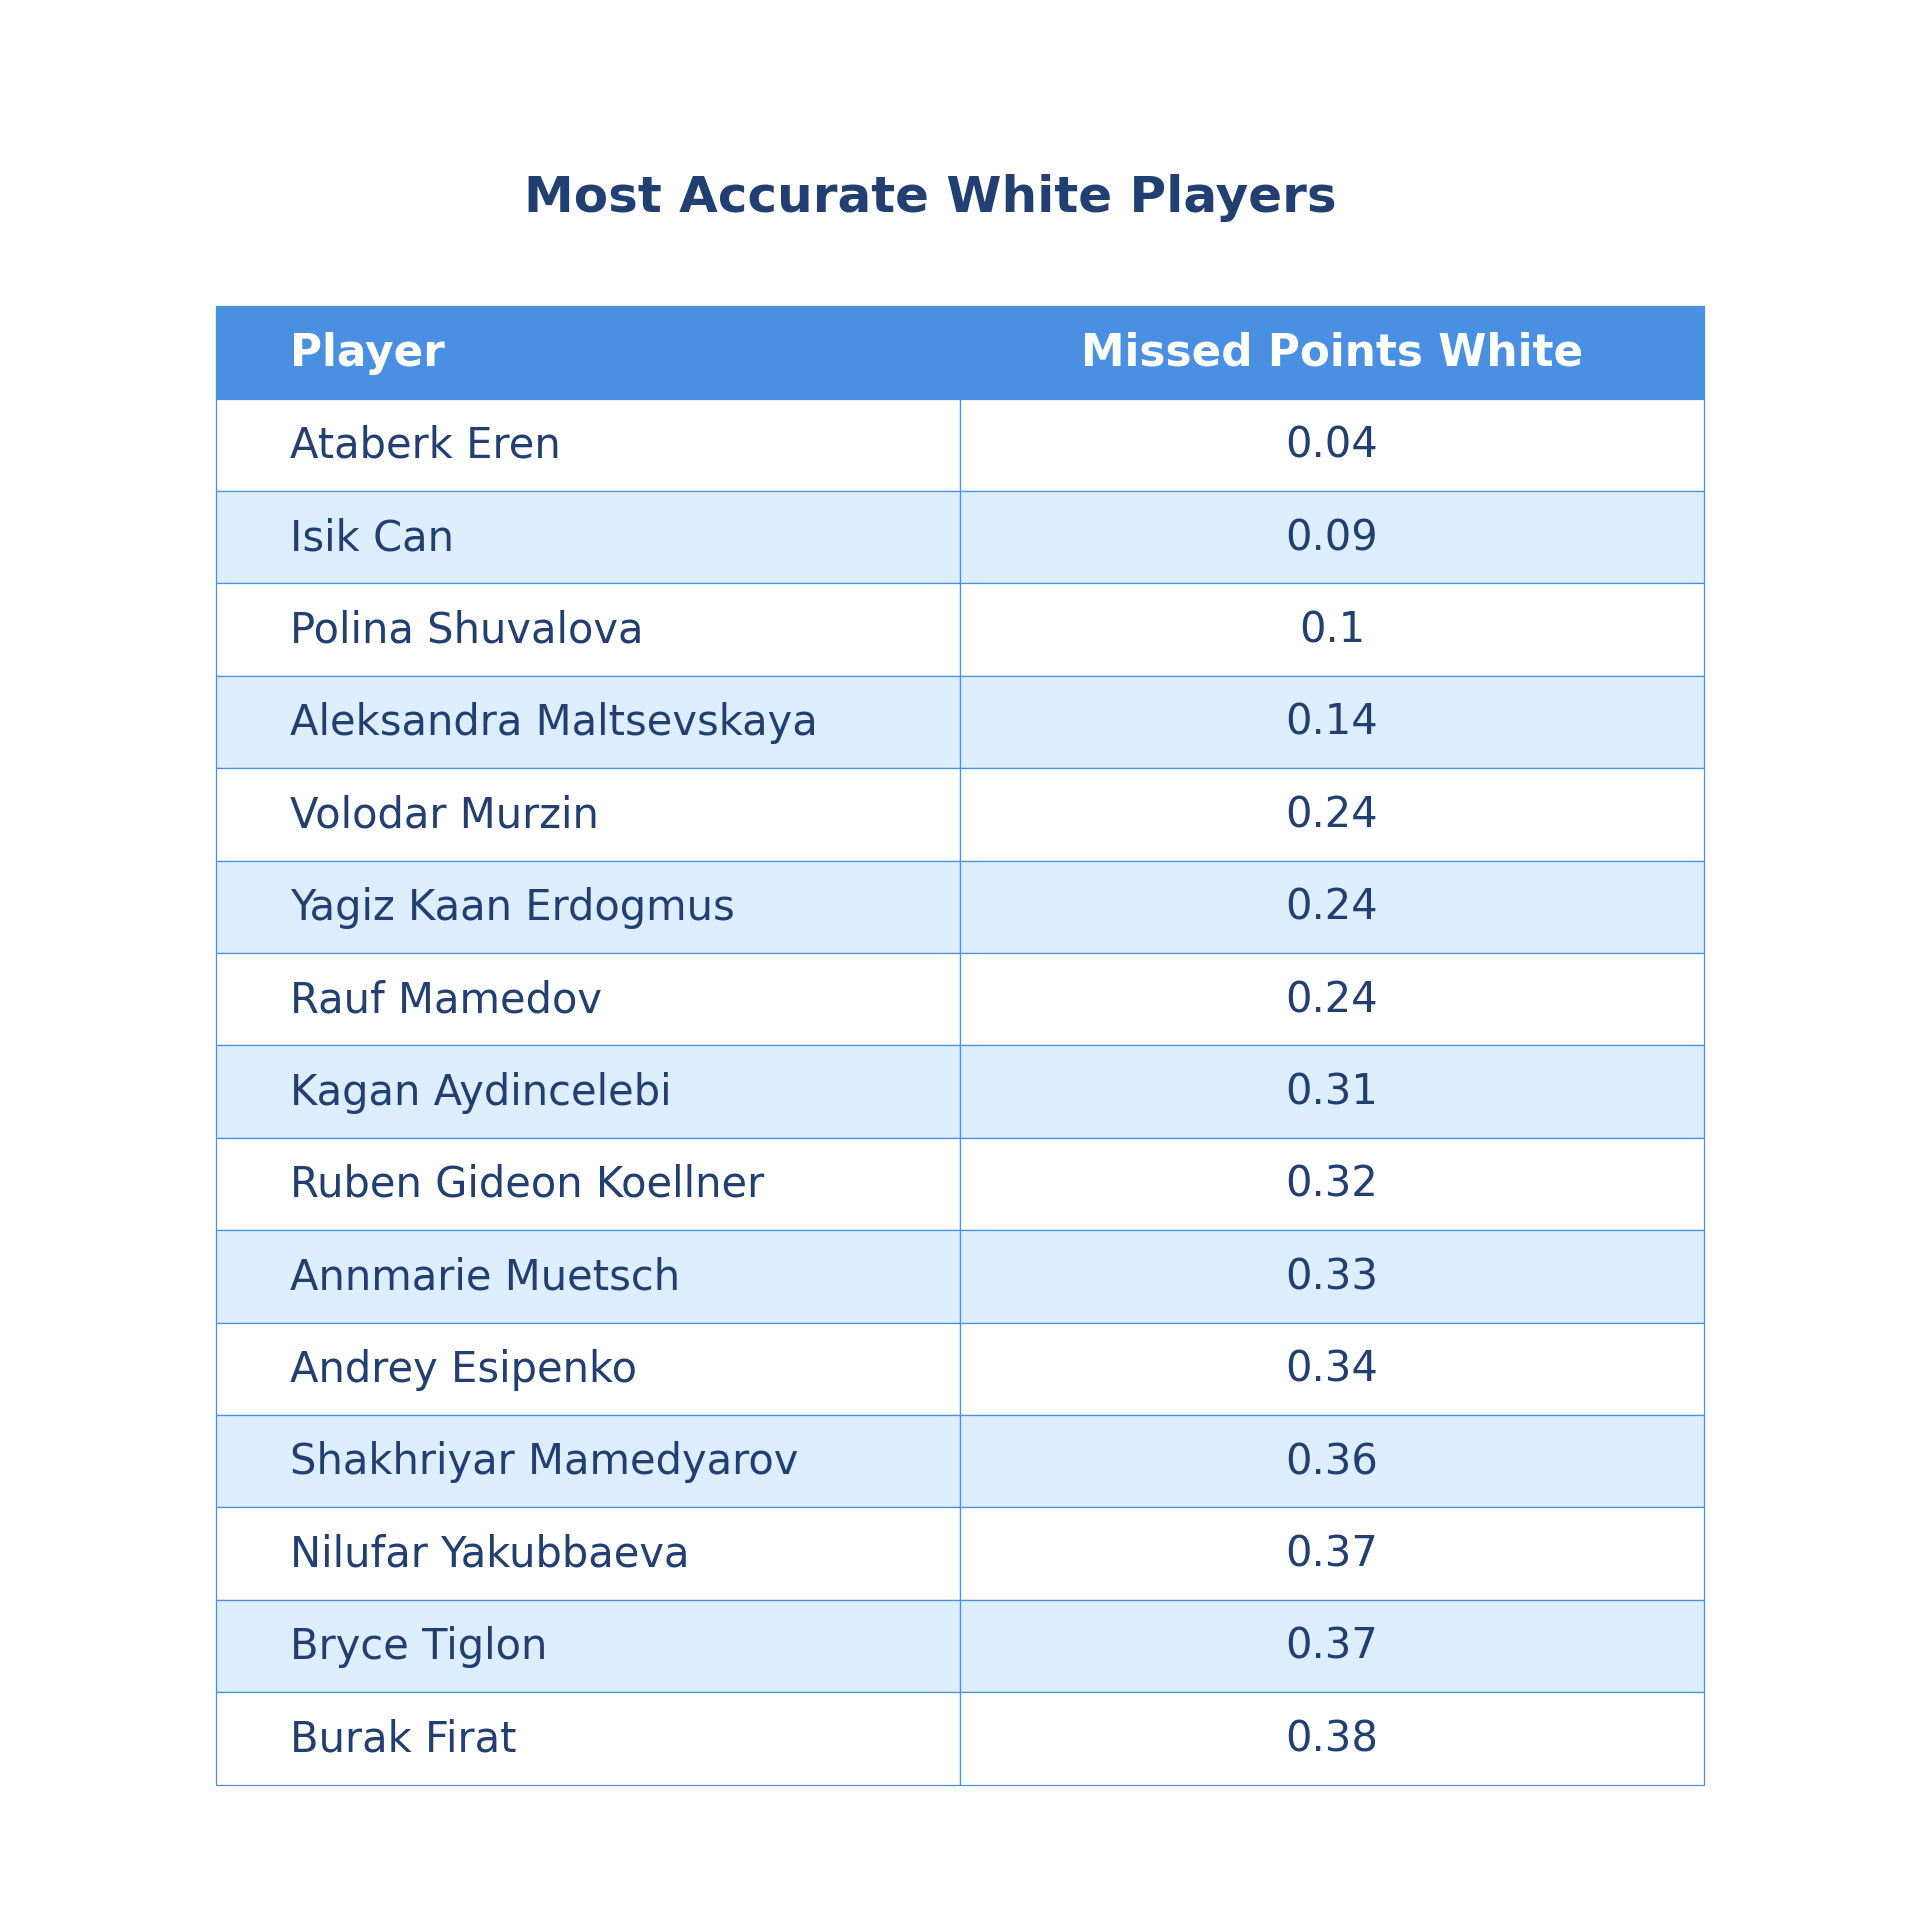 Most Accurate White Players
Player Missed Points White
Ataberk Eren 0.04
Isik Can 0.09
Polina Shuvalova 0.1
Aleksandra Maltsevskaya 0.14
Volodar Murzin 0.24
Yagiz Kaan Erdogmus 0.24
Rauf Mamedov 0.24
Kagan Aydincelebi 0.31
Ruben Gideon Koellner 0.32
Annmarie Muetsch 0.33
Andrey Esipenko 0.34
Shakhriyar Mamedyarov 0.36
Nilufar Yakubbaeva 0.37
Bryce Tiglon 0.37
Burak Firat 0.38